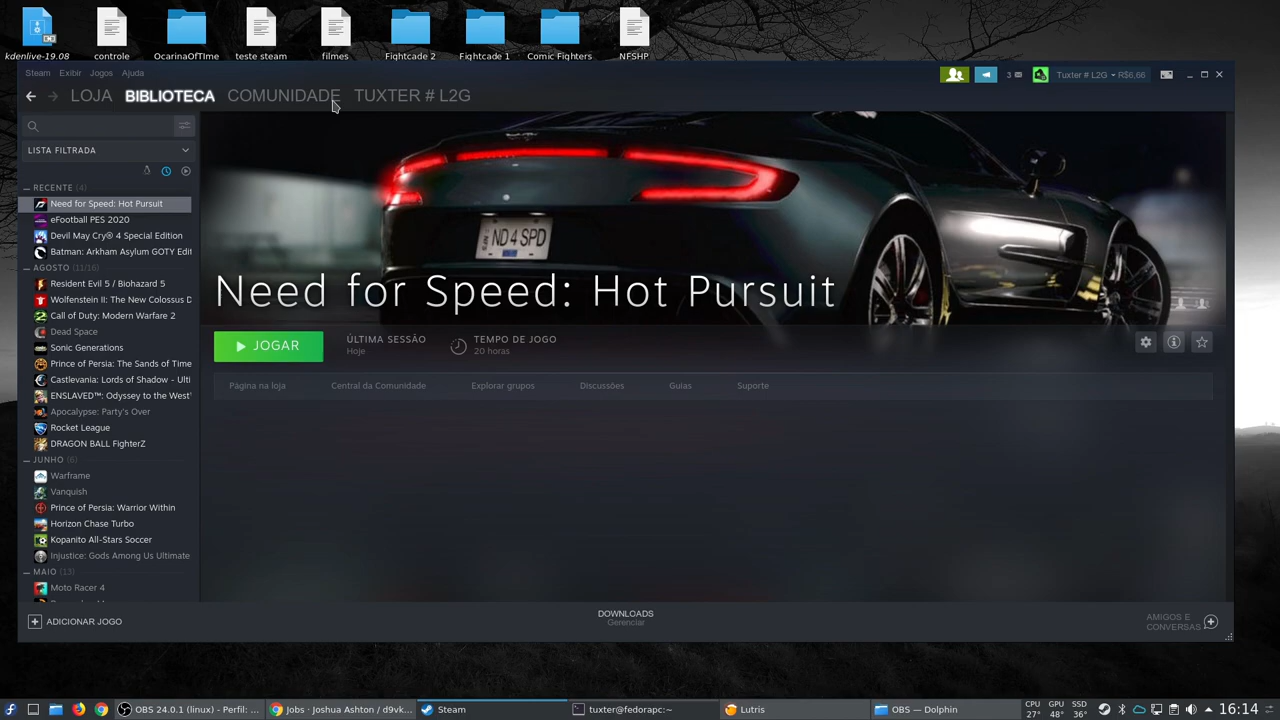 kdenlive-19.08
controle
OcarinaOfTIme
teste steam
filmes
Fightcade 2
Fightcade 1
Comic Fighters
NFSHP
Steam Exibir Jogos Ajuda
3
Tuxter # L2G R$6,66
LOJA BIBLIOTECA COMUNIDADE TUXTER # L2G
LISTA FILTRADA
RECENTE (4)
Need for Speed: Hot Pursuit
eFootball PES 2020
Devil May Cry® 4 Special Edition
Batman: Arkham Asylum GOTY Edit
AGOSTO (11/16)
Resident Evil 5 / Biohazard 5
Wolfenstein II: The New Colossus D
Call of Duty: Modern Warfare 2
Dead Space
Sonic Generations
Prince of Persia: The Sands of Time
Castlevania: Lords of Shadow - Ulti
ENSLAVED™: Odyssey to the West
Apocalypse: Party's Over
Rocket League
DRAGON BALL FighterZ
JUNHO (6)
Warframe
Vanquish
Prince of Persia: Warrior Within
Horizon Chase Turbo
Kopanito All-Stars Soccer
Injustice: Gods Among Us Ultimate
MAIO (13)
Moto Racer 4
ND 4 SPD
Need for Speed: Hot Pursuit
JOGAR
ÚLTIMA SESSÃO
Hoje
TEMPO DE JOGO
20 horas
Página na loja
Central da Comunidade
Explorar grupos
Discussões
Guias
Suporte
ADICIONAR JOGO
DOWNLOADS
Gerenciar
AMIGOS E
CONVERSAS
OBS 24.0.1 (linux) - Perfil: ...
Jobs · Joshua Ashton / d9vk...
Steam
tuxter@fedorapc:~
Lutris
OBS — Dolphin
CPU GPU SSD
27° 48° 36°
16:14